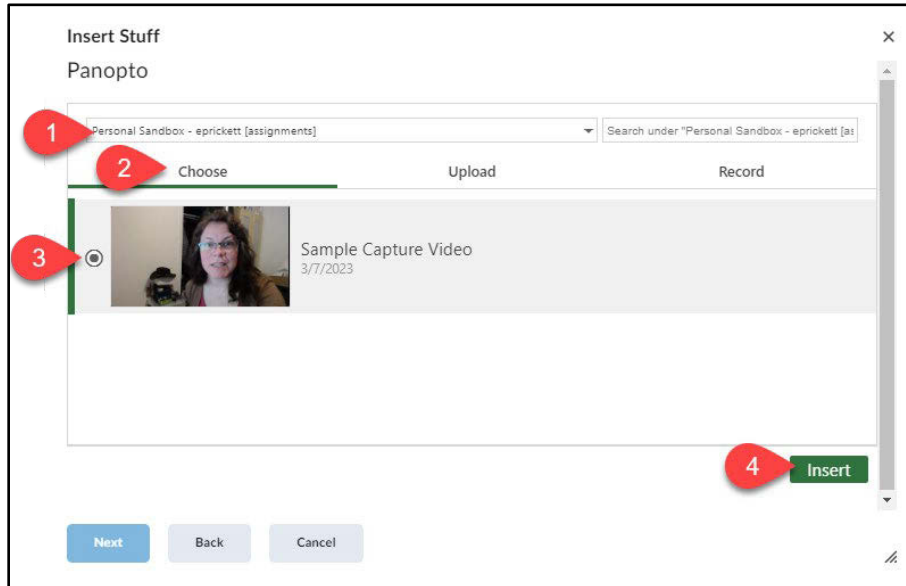 Insert Stuff
Panopto
1
Personal Sandbox - eprickett [assignments]
Search under "Personal Sandbox - eprickett [as
2
Choose
Upload
Record
3
Sample Capture Video
3/7/2023
4
Insert
Next
Back
Cancel